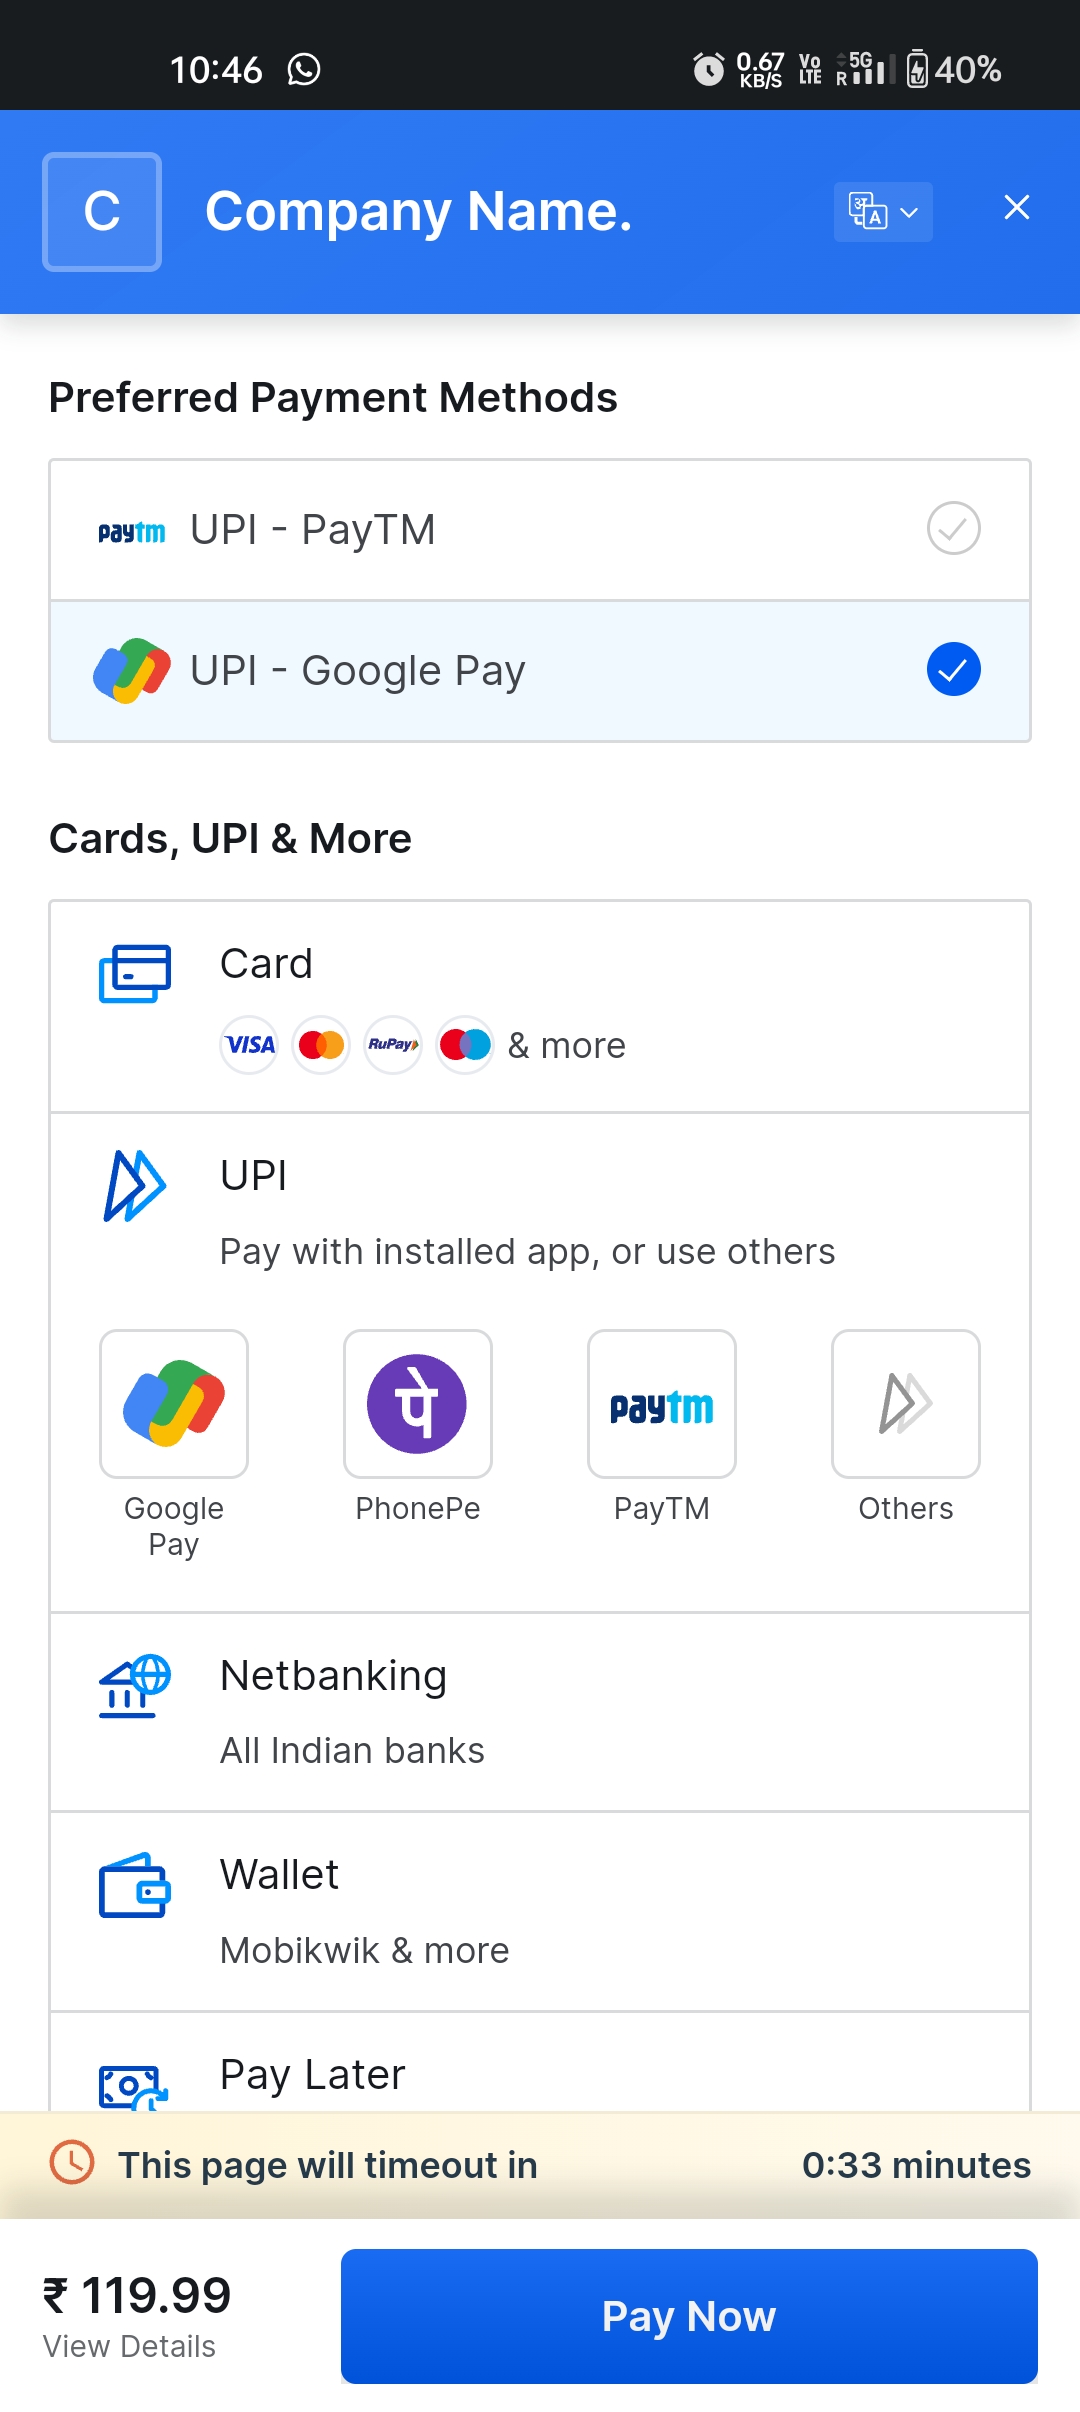 10:46
0.67 KB/S
Vo LTE
5G
R
40%
C
Company Name.
अ
A
Preferred Payment Methods
paytm UPI - PayTM
UPI - Google Pay
Cards, UPI & More
Card
VISA RuPay & more
UPI
Pay with installed app, or use others
पे
paytm
Google Pay
PhonePe
PayTM
Others
Netbanking
All Indian banks
Wallet
Mobikwik & more
Pay Later
This page will timeout in 0:33 minutes
₹ 119.99
View Details
Pay Now